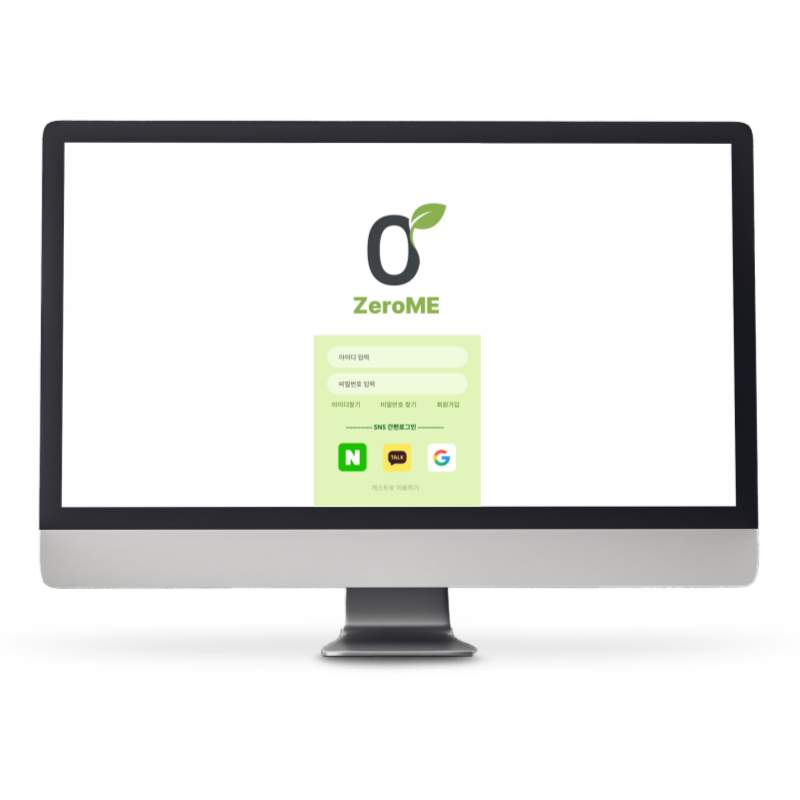 0
ZeroME
아이디 입력
비밀번호 입력
아이디찾기 비밀번호 찾기 회원가입
------------ SNS 간편로그인 ------------
N TALK G
게스트로 이용하기